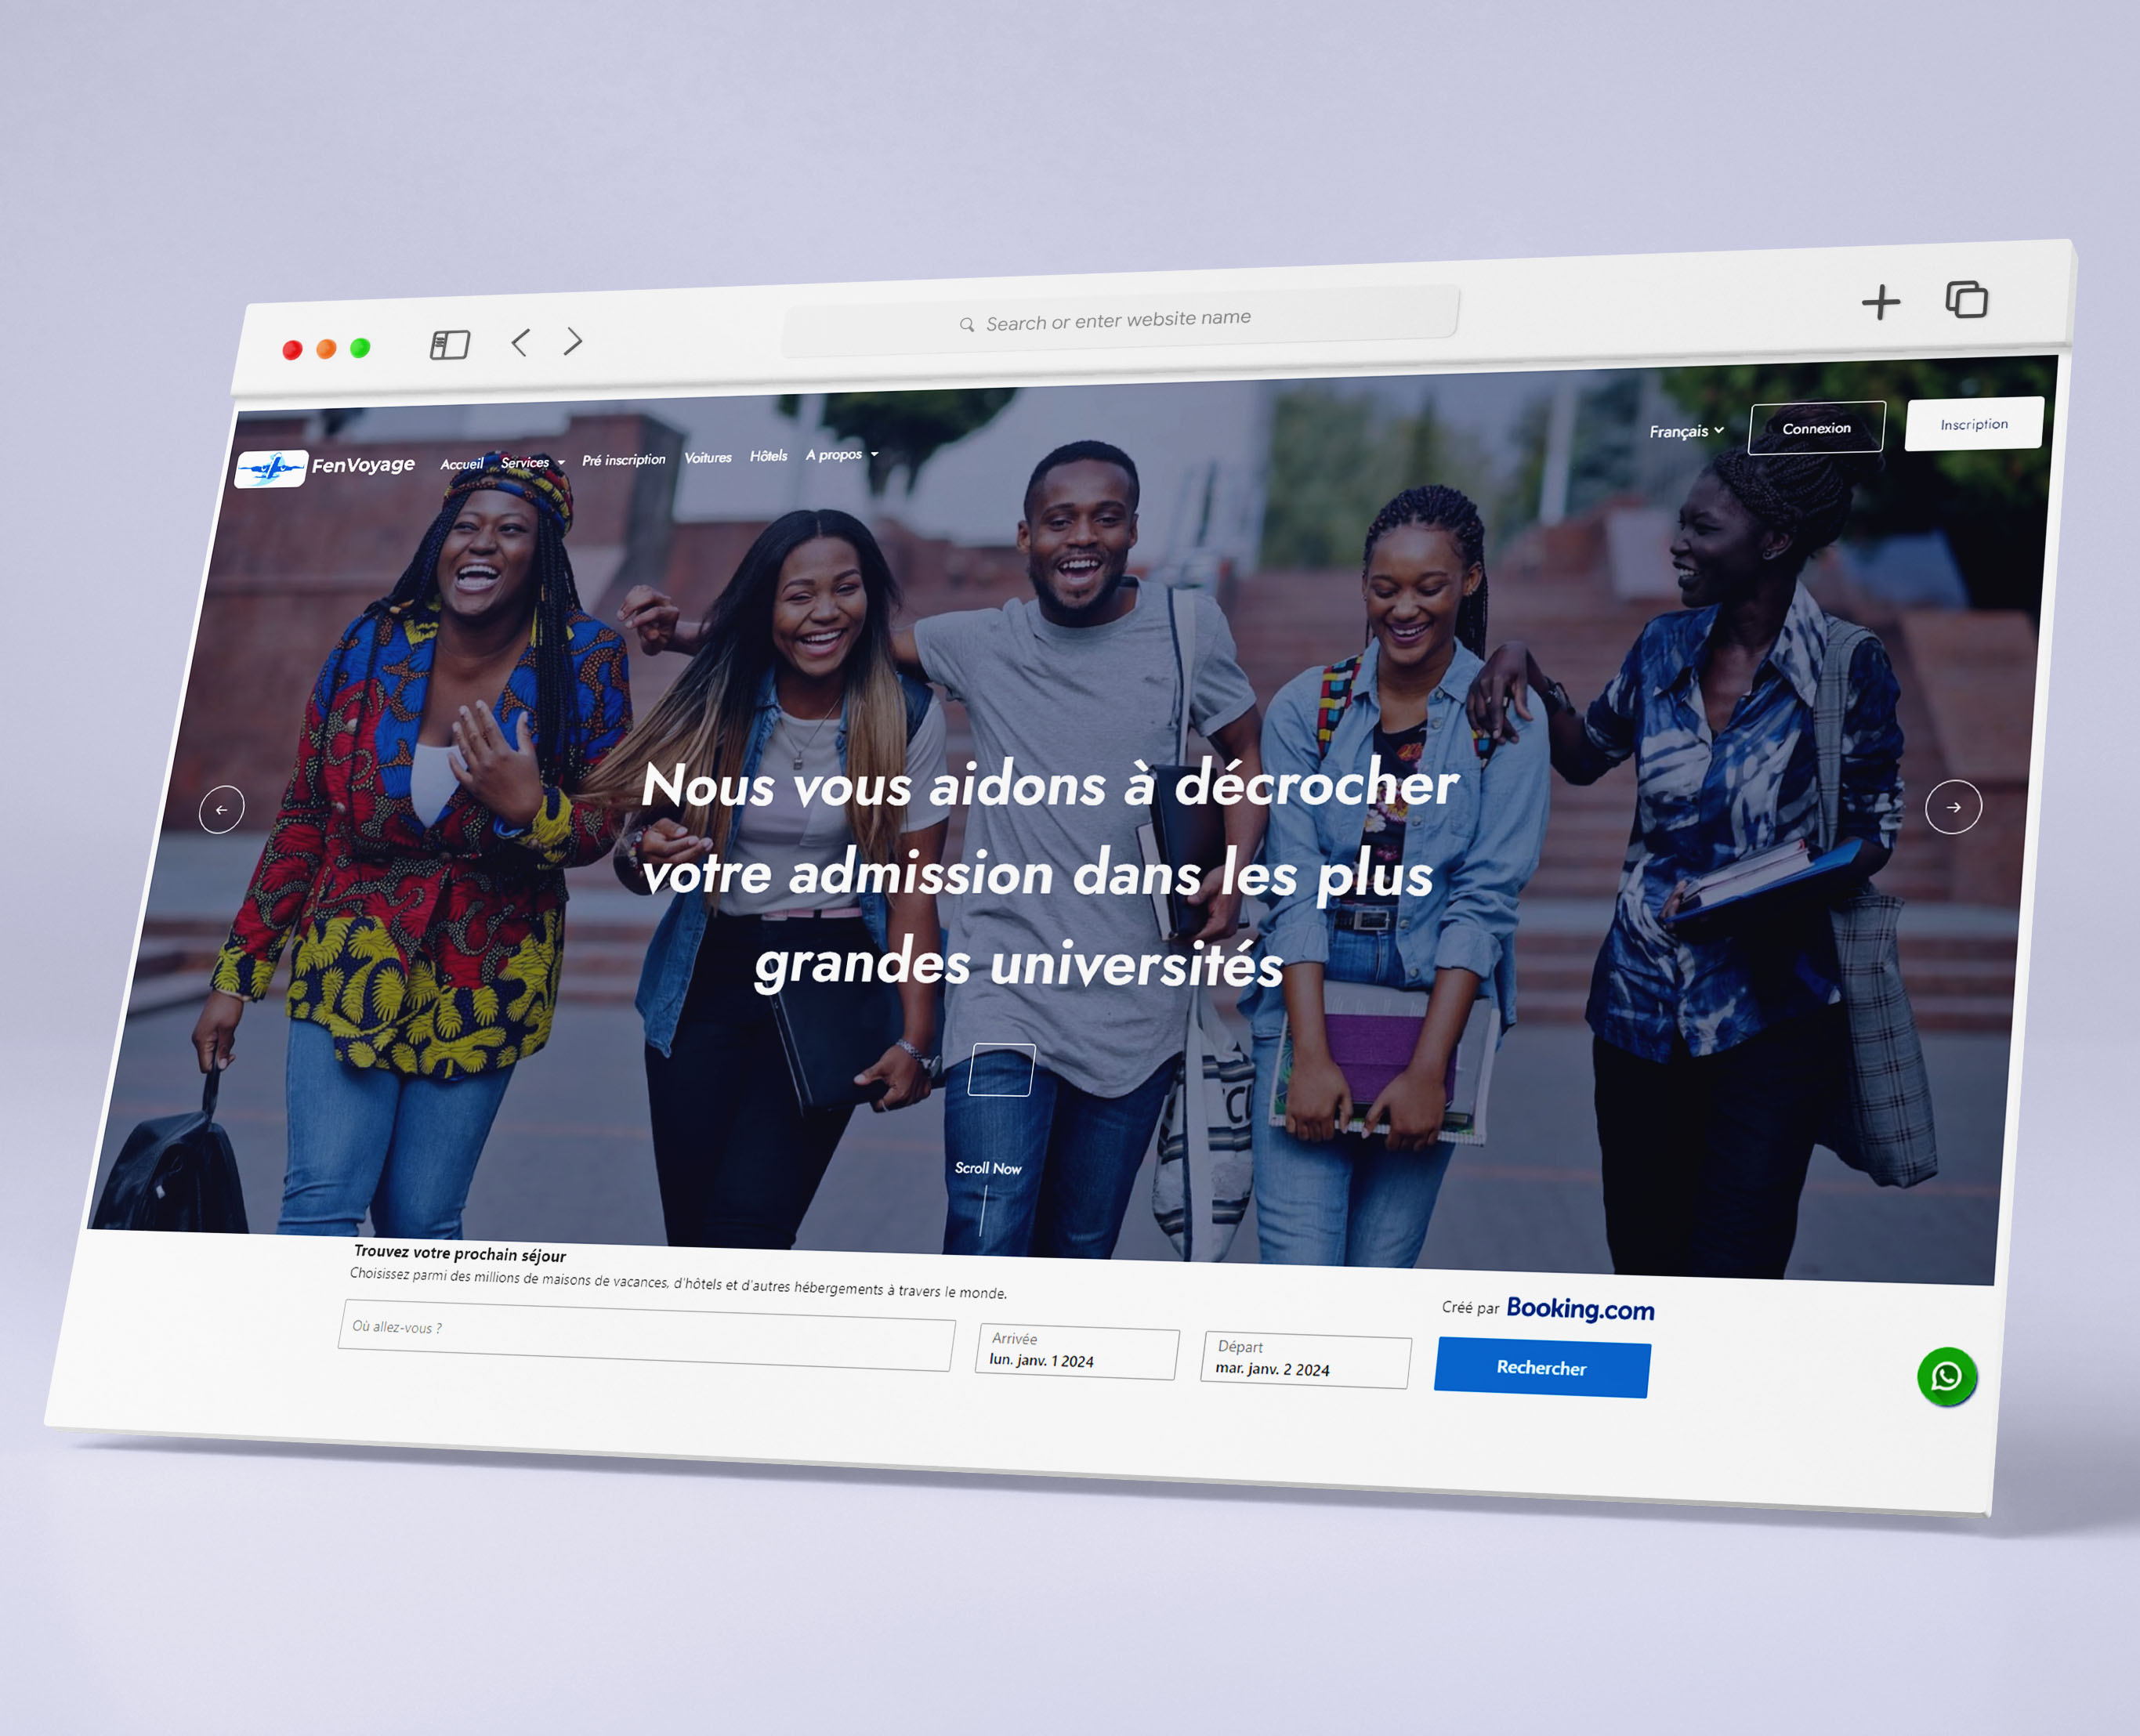 Search or enter website name
FenVoyage
Accueil
Services
Pré inscription
Voitures
Hôtels
A propos
Français
Connexion
Inscription
Nous vous aidons à décrocher
votre admission dans les plus
grandes universités
Scroll Now
Trouvez votre prochain séjour
Choisissez parmi des millions de maisons de vacances, d'hôtels et d'autres hébergements à travers le monde.
Créé par Booking.com
Où allez-vous ?
Arrivée
lun. janv. 1 2024
Départ
mar. janv. 2 2024
Rechercher